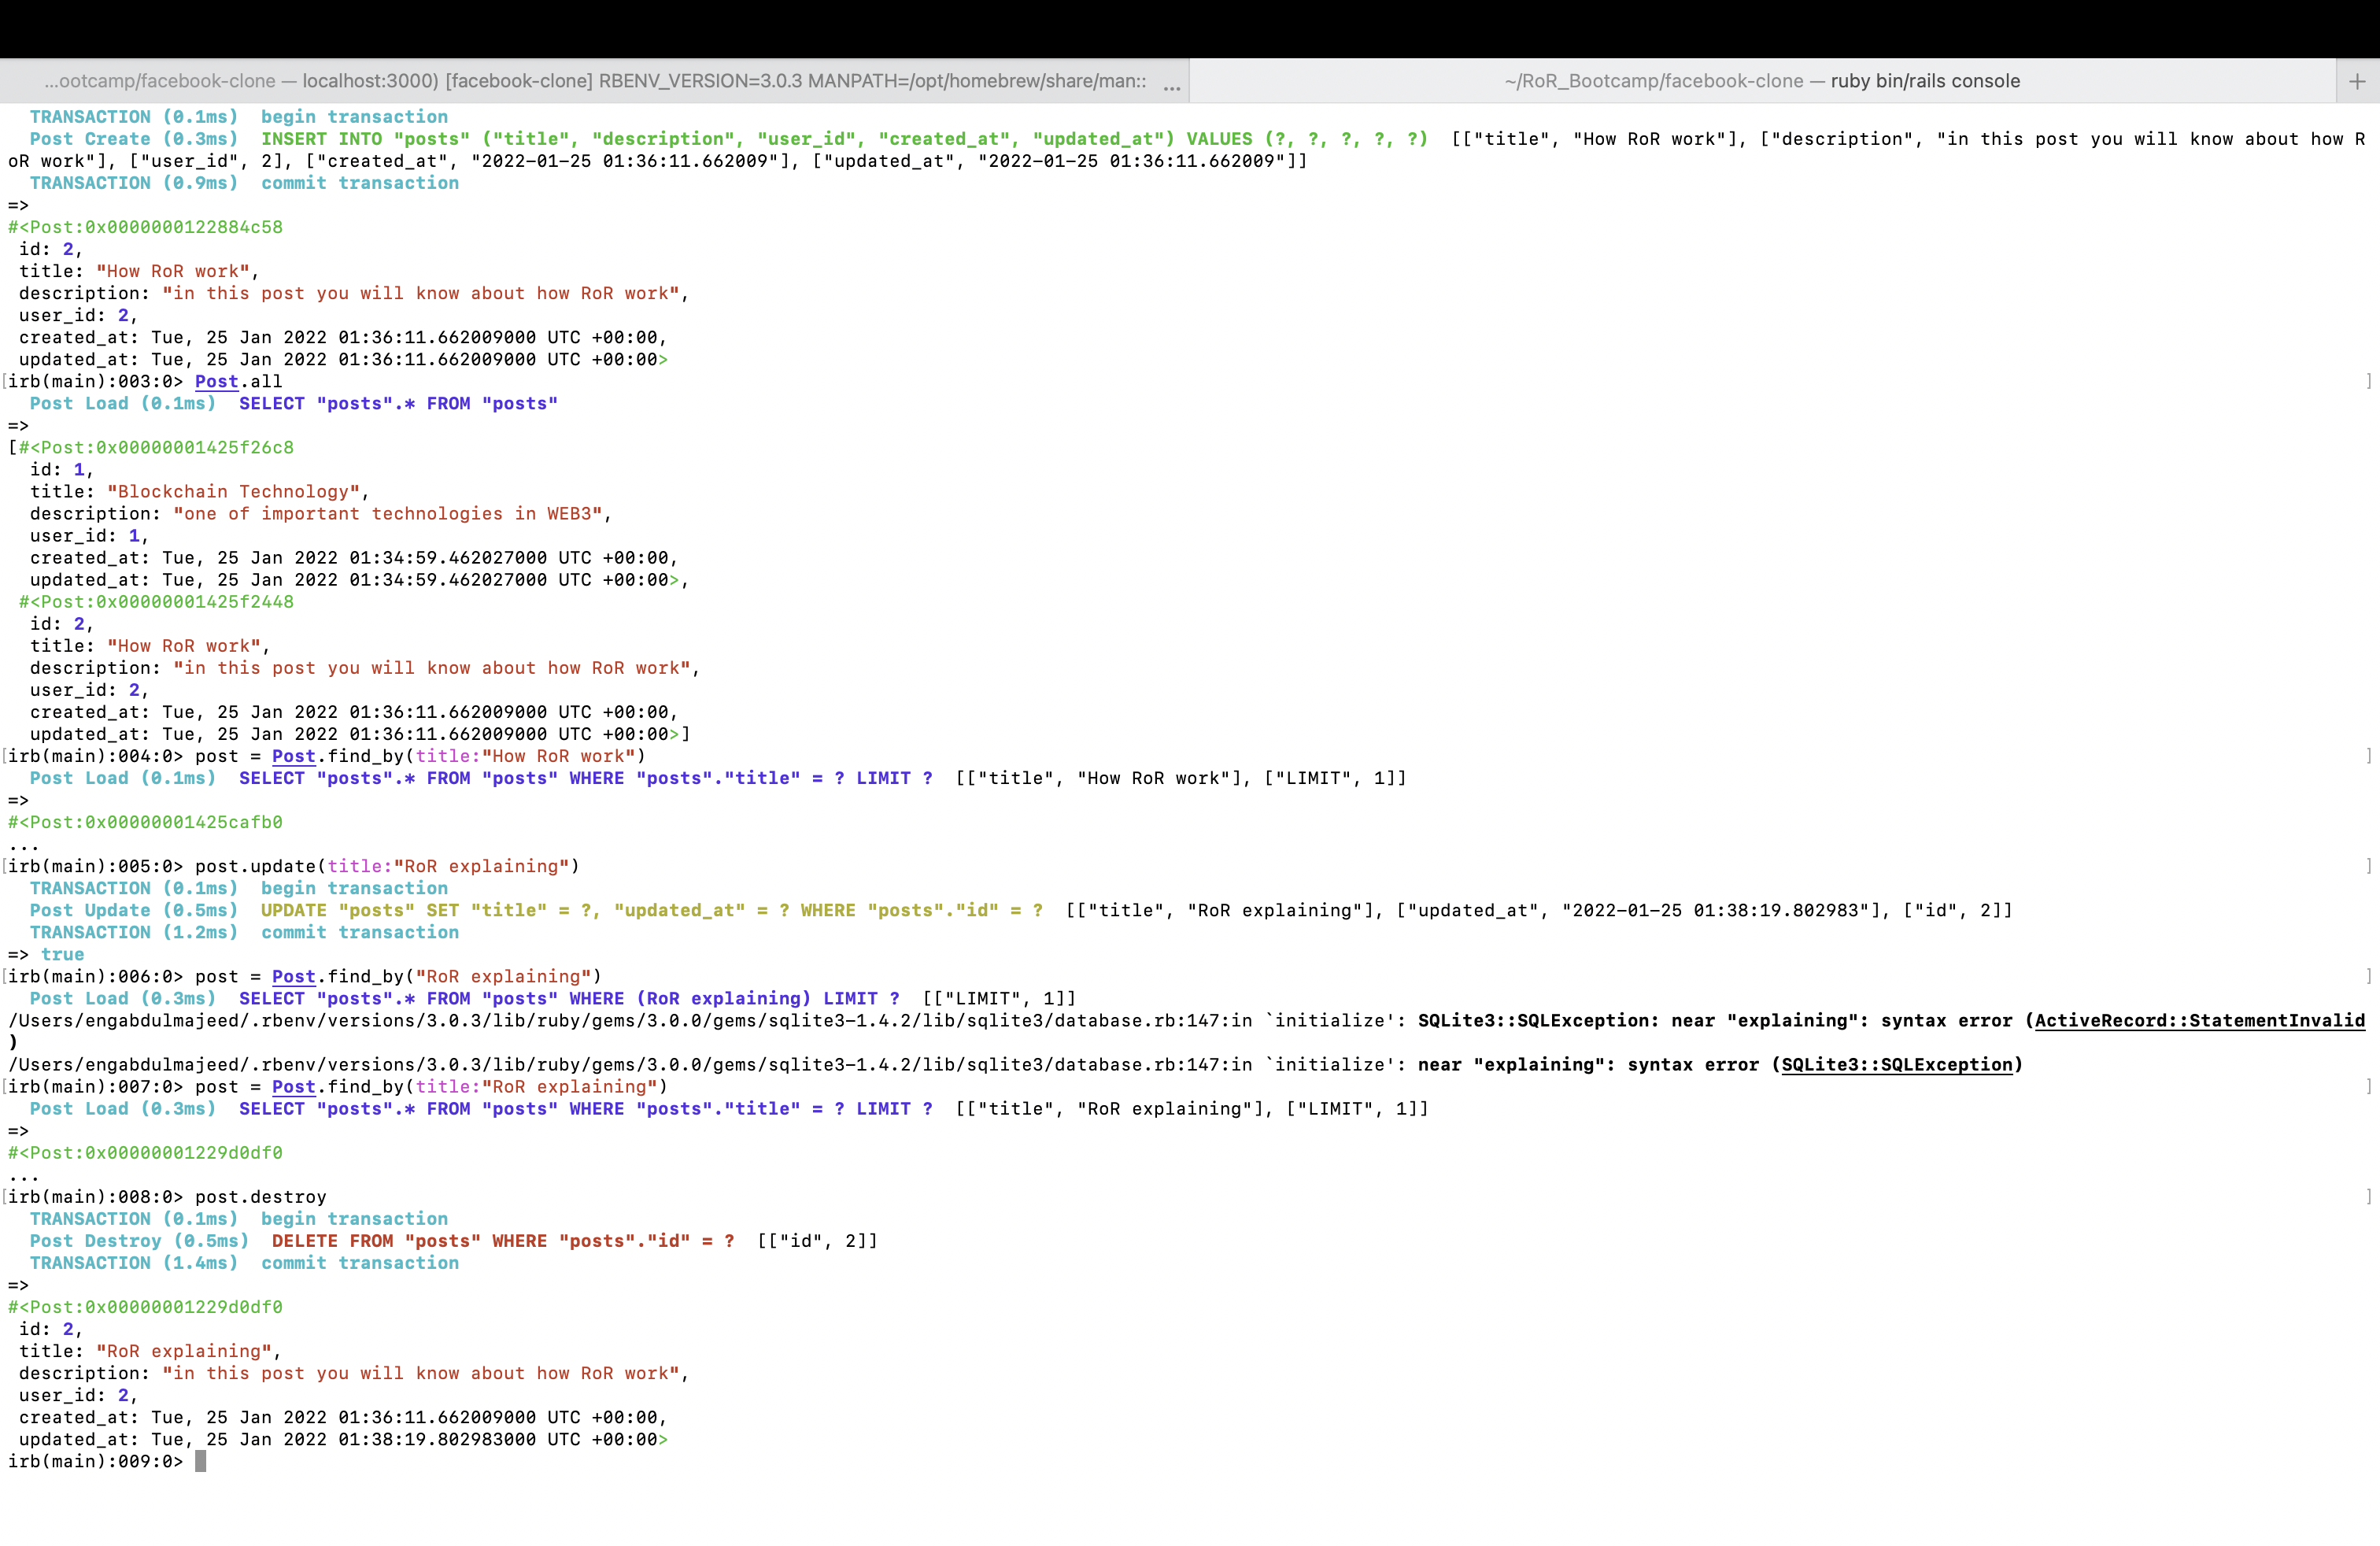 ...ootcamp/facebook-clone — localhost:3000) [facebook-clone] RBENV_VERSION=3.0.3 MANPATH=/opt/homebrew/share/man:: ...
~/RoR_Bootcamp/facebook-clone — ruby bin/rails console +
  TRANSACTION (0.1ms)  begin transaction
  Post Create (0.3ms)  INSERT INTO "posts" ("title", "description", "user_id", "created_at", "updated_at") VALUES (?, ?, ?, ?, ?)  [["title", "How RoR work"], ["description", "in this post you will know about how R
oR work"], ["user_id", 2], ["created_at", "2022-01-25 01:36:11.662009"], ["updated_at", "2022-01-25 01:36:11.662009"]]
  TRANSACTION (0.9ms)  commit transaction
=>
#<Post:0x0000000122884c58
 id: 2,
 title: "How RoR work",
 description: "in this post you will know about how RoR work",
 user_id: 2,
 created_at: Tue, 25 Jan 2022 01:36:11.662009000 UTC +00:00,
 updated_at: Tue, 25 Jan 2022 01:36:11.662009000 UTC +00:00>
[irb(main):003:0> Post.all ]
  Post Load (0.1ms)  SELECT "posts".* FROM "posts"
=>
[#<Post:0x00000001425f26c8
  id: 1,
  title: "Blockchain Technology",
  description: "one of important technologies in WEB3",
  user_id: 1,
  created_at: Tue, 25 Jan 2022 01:34:59.462027000 UTC +00:00,
  updated_at: Tue, 25 Jan 2022 01:34:59.462027000 UTC +00:00>,
 #<Post:0x00000001425f2448
  id: 2,
  title: "How RoR work",
  description: "in this post you will know about how RoR work",
  user_id: 2,
  created_at: Tue, 25 Jan 2022 01:36:11.662009000 UTC +00:00,
  updated_at: Tue, 25 Jan 2022 01:36:11.662009000 UTC +00:00>]
[irb(main):004:0> post = Post.find_by(title:"How RoR work") ]
  Post Load (0.1ms)  SELECT "posts".* FROM "posts" WHERE "posts"."title" = ? LIMIT ?  [["title", "How RoR work"], ["LIMIT", 1]]
=>
#<Post:0x00000001425cafb0
...
[irb(main):005:0> post.update(title:"RoR explaining") ]
  TRANSACTION (0.1ms)  begin transaction
  Post Update (0.5ms)  UPDATE "posts" SET "title" = ?, "updated_at" = ? WHERE "posts"."id" = ?  [["title", "RoR explaining"], ["updated_at", "2022-01-25 01:38:19.802983"], ["id", 2]]
  TRANSACTION (1.2ms)  commit transaction
=> true
[irb(main):006:0> post = Post.find_by("RoR explaining") ]
  Post Load (0.3ms)  SELECT "posts".* FROM "posts" WHERE (RoR explaining) LIMIT ?  [["LIMIT", 1]]
/Users/engabdulmajeed/.rbenv/versions/3.0.3/lib/ruby/gems/3.0.0/gems/sqlite3-1.4.2/lib/sqlite3/database.rb:147:in `initialize': SQLite3::SQLException: near "explaining": syntax error (ActiveRecord::StatementInvalid
)
/Users/engabdulmajeed/.rbenv/versions/3.0.3/lib/ruby/gems/3.0.0/gems/sqlite3-1.4.2/lib/sqlite3/database.rb:147:in `initialize': near "explaining": syntax error (SQLite3::SQLException)
[irb(main):007:0> post = Post.find_by(title:"RoR explaining") ]
  Post Load (0.3ms)  SELECT "posts".* FROM "posts" WHERE "posts"."title" = ? LIMIT ?  [["title", "RoR explaining"], ["LIMIT", 1]]
=>
#<Post:0x00000001229d0df0
...
[irb(main):008:0> post.destroy ]
  TRANSACTION (0.1ms)  begin transaction
  Post Destroy (0.5ms)  DELETE FROM "posts" WHERE "posts"."id" = ?  [["id", 2]]
  TRANSACTION (1.4ms)  commit transaction
=>
#<Post:0x00000001229d0df0
 id: 2,
 title: "RoR explaining",
 description: "in this post you will know about how RoR work",
 user_id: 2,
 created_at: Tue, 25 Jan 2022 01:36:11.662009000 UTC +00:00,
 updated_at: Tue, 25 Jan 2022 01:38:19.802983000 UTC +00:00>
irb(main):009:0>